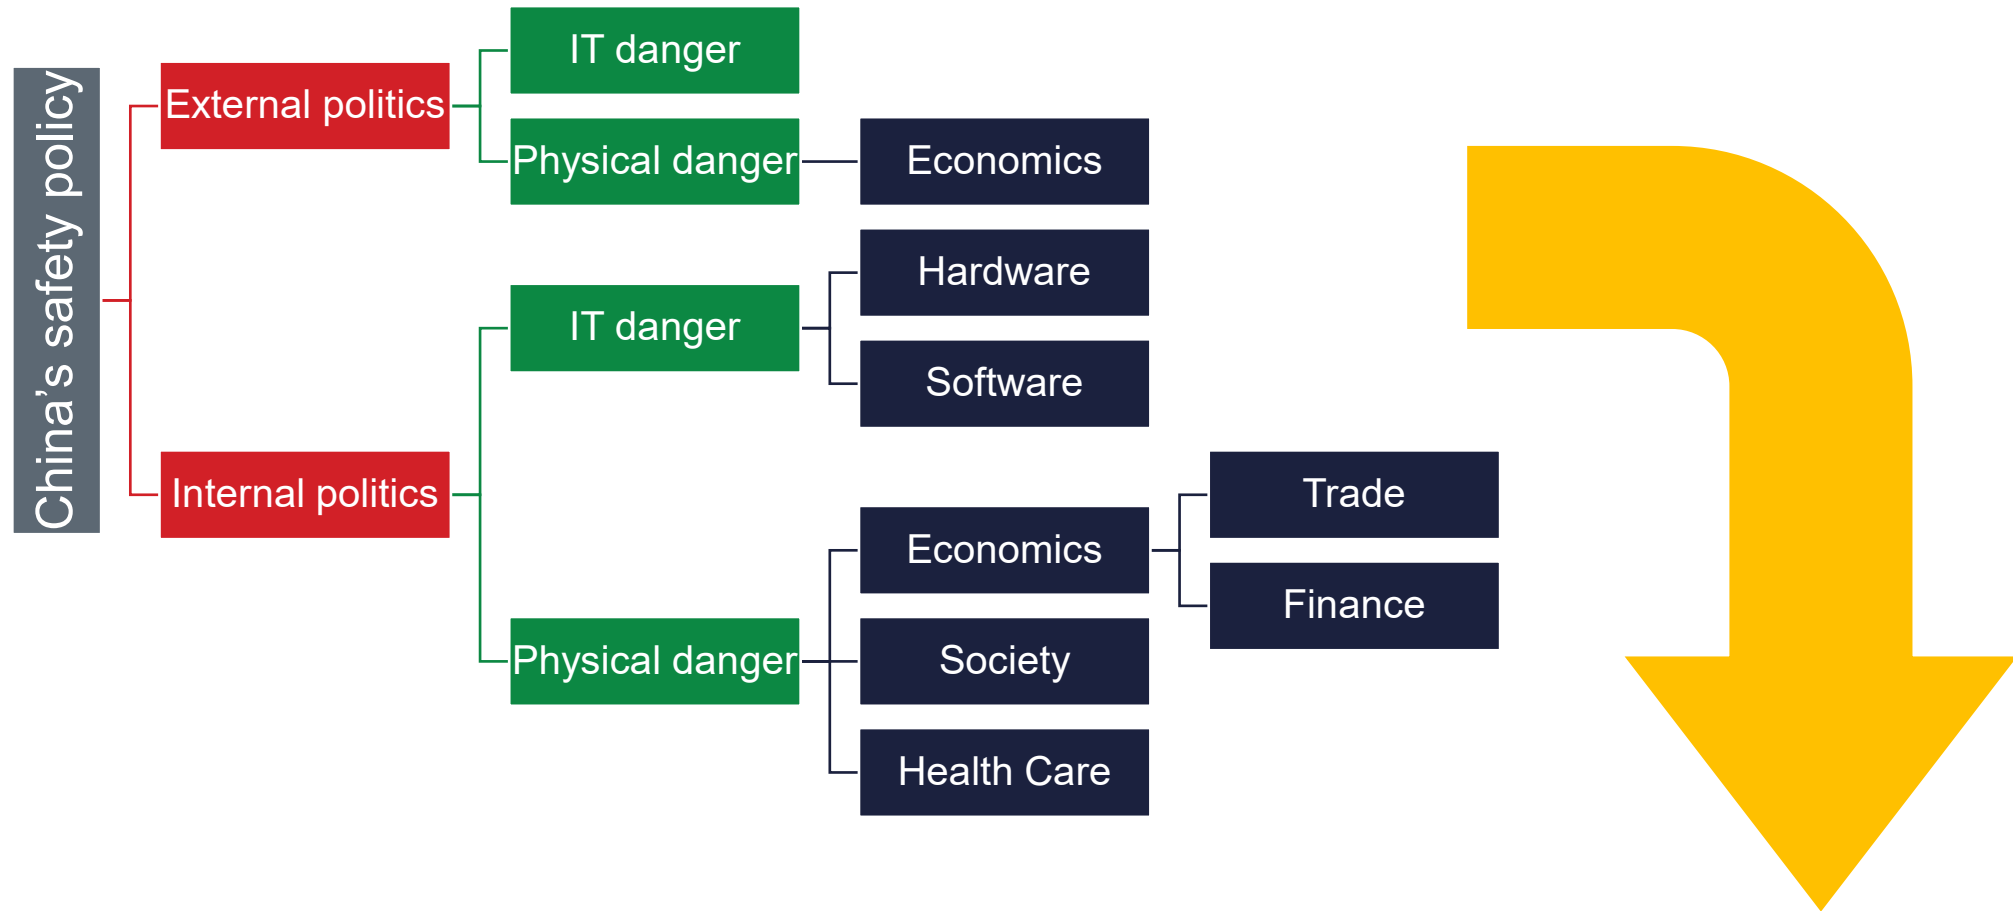 China’s safety policy
External politics
IT danger
Physical danger
Economics
Internal politics
IT danger
Hardware
Software
Physical danger
Economics
Trade
Finance
Society
Health Care